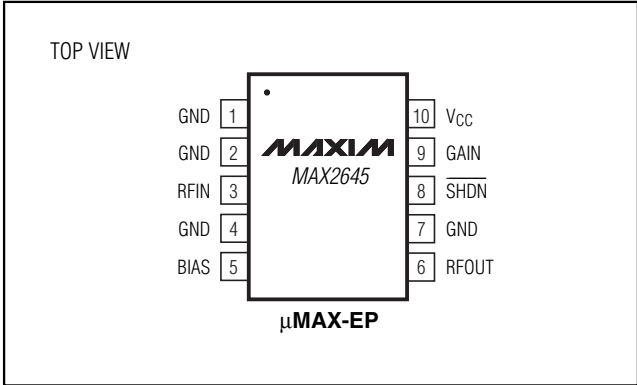 TOP VIEW
GND 1
GND 2
RFIN 3
GND 4
BIAS 5
MAXIM
MAX2645
10 VCC
9 GAIN
8 SHDN
7 GND
6 RFOUT
μMAX-EP